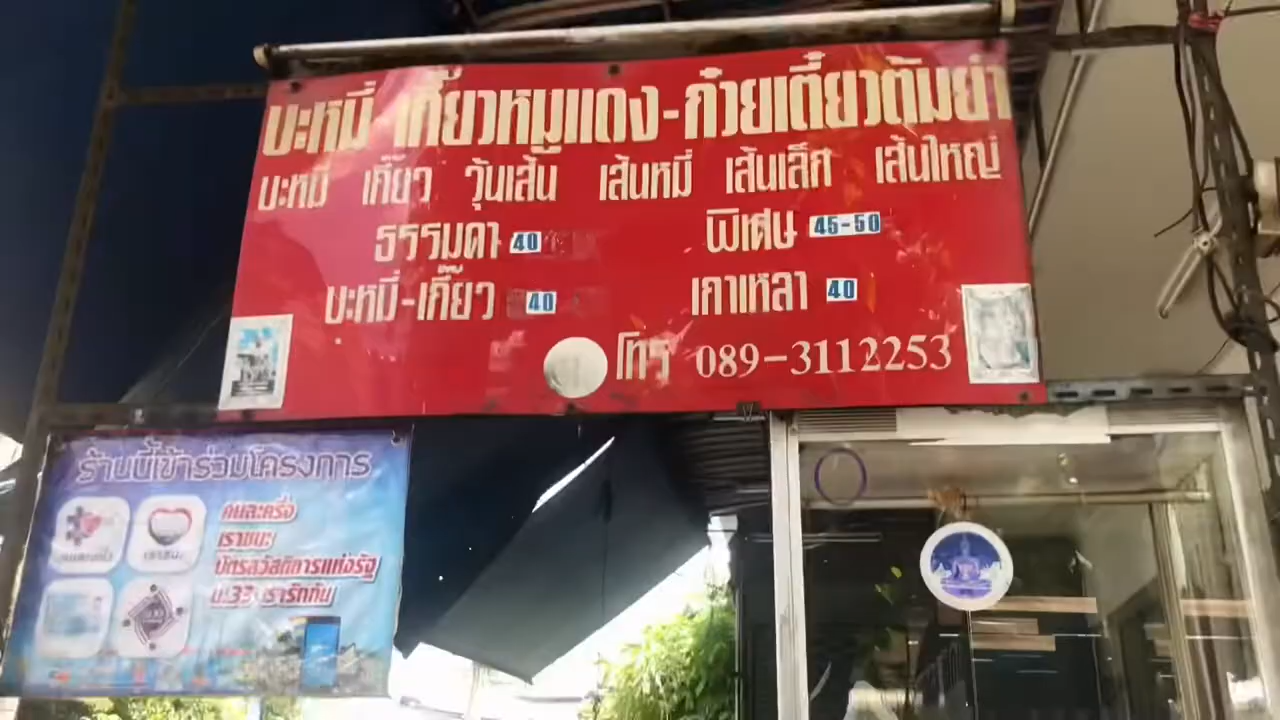 บะหมี่ เกี๊ยวหมูแดง-ก๋วยเตี๋ยวต้มยำ
บะหมี่ เกี๊ยว วุ้นเส้น เส้นหมี่ เส้นเล็ก เส้นใหญ่
ธรรมดา 40 พิเศษ 45-50
บะหมี่-เกี๊ยว 40 เกาเหลา 40
โทร 089-3112253
ร้านนี้เข้าร่วมโครงการ
คนละครึ่ง
เราชนะ
บัตรสวัสดิการแห่งรัฐ
ม.33 เรารักกัน
เราชนะ